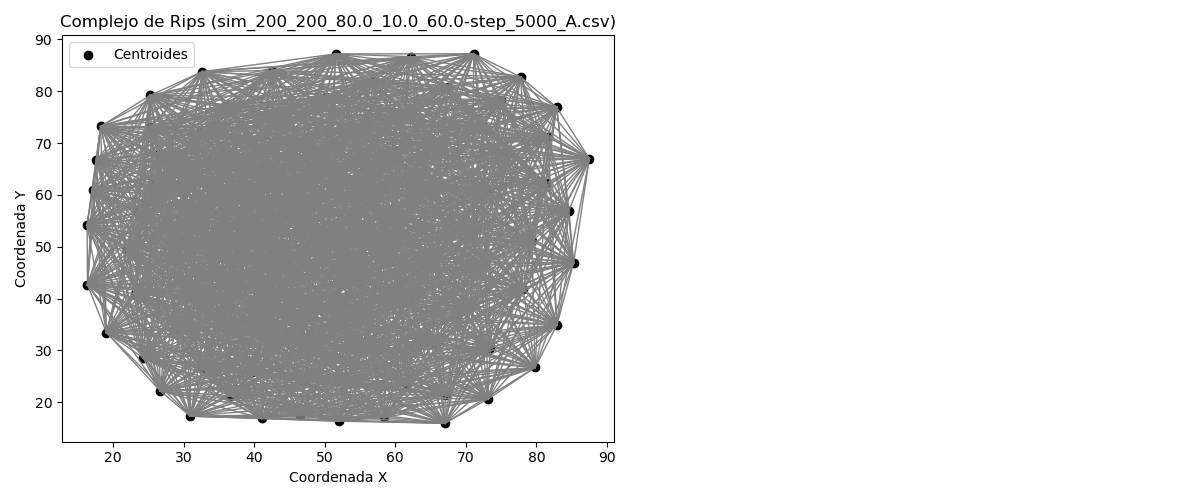 Complejo de Rips (sim_200_200_80.0_10.0_60.0-step_5000_A.csv)
Centroides
90
80
70
60
50
40
30
20
Coordenada Y
20 30 40 50 60 70 80 90
Coordenada X